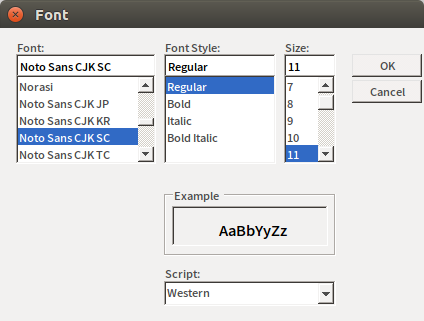 Font
Font:
Noto Sans CJK SC
Norasi
Noto Sans CJK JP
Noto Sans CJK KR
Noto Sans CJK SC
Noto Sans CJK TC
Font Style:
Regular
Regular
Bold
Italic
Bold Italic
Size:
11
7
8
9
10
11
OK
Cancel
Example
AaBbYyZz
Script:
Western